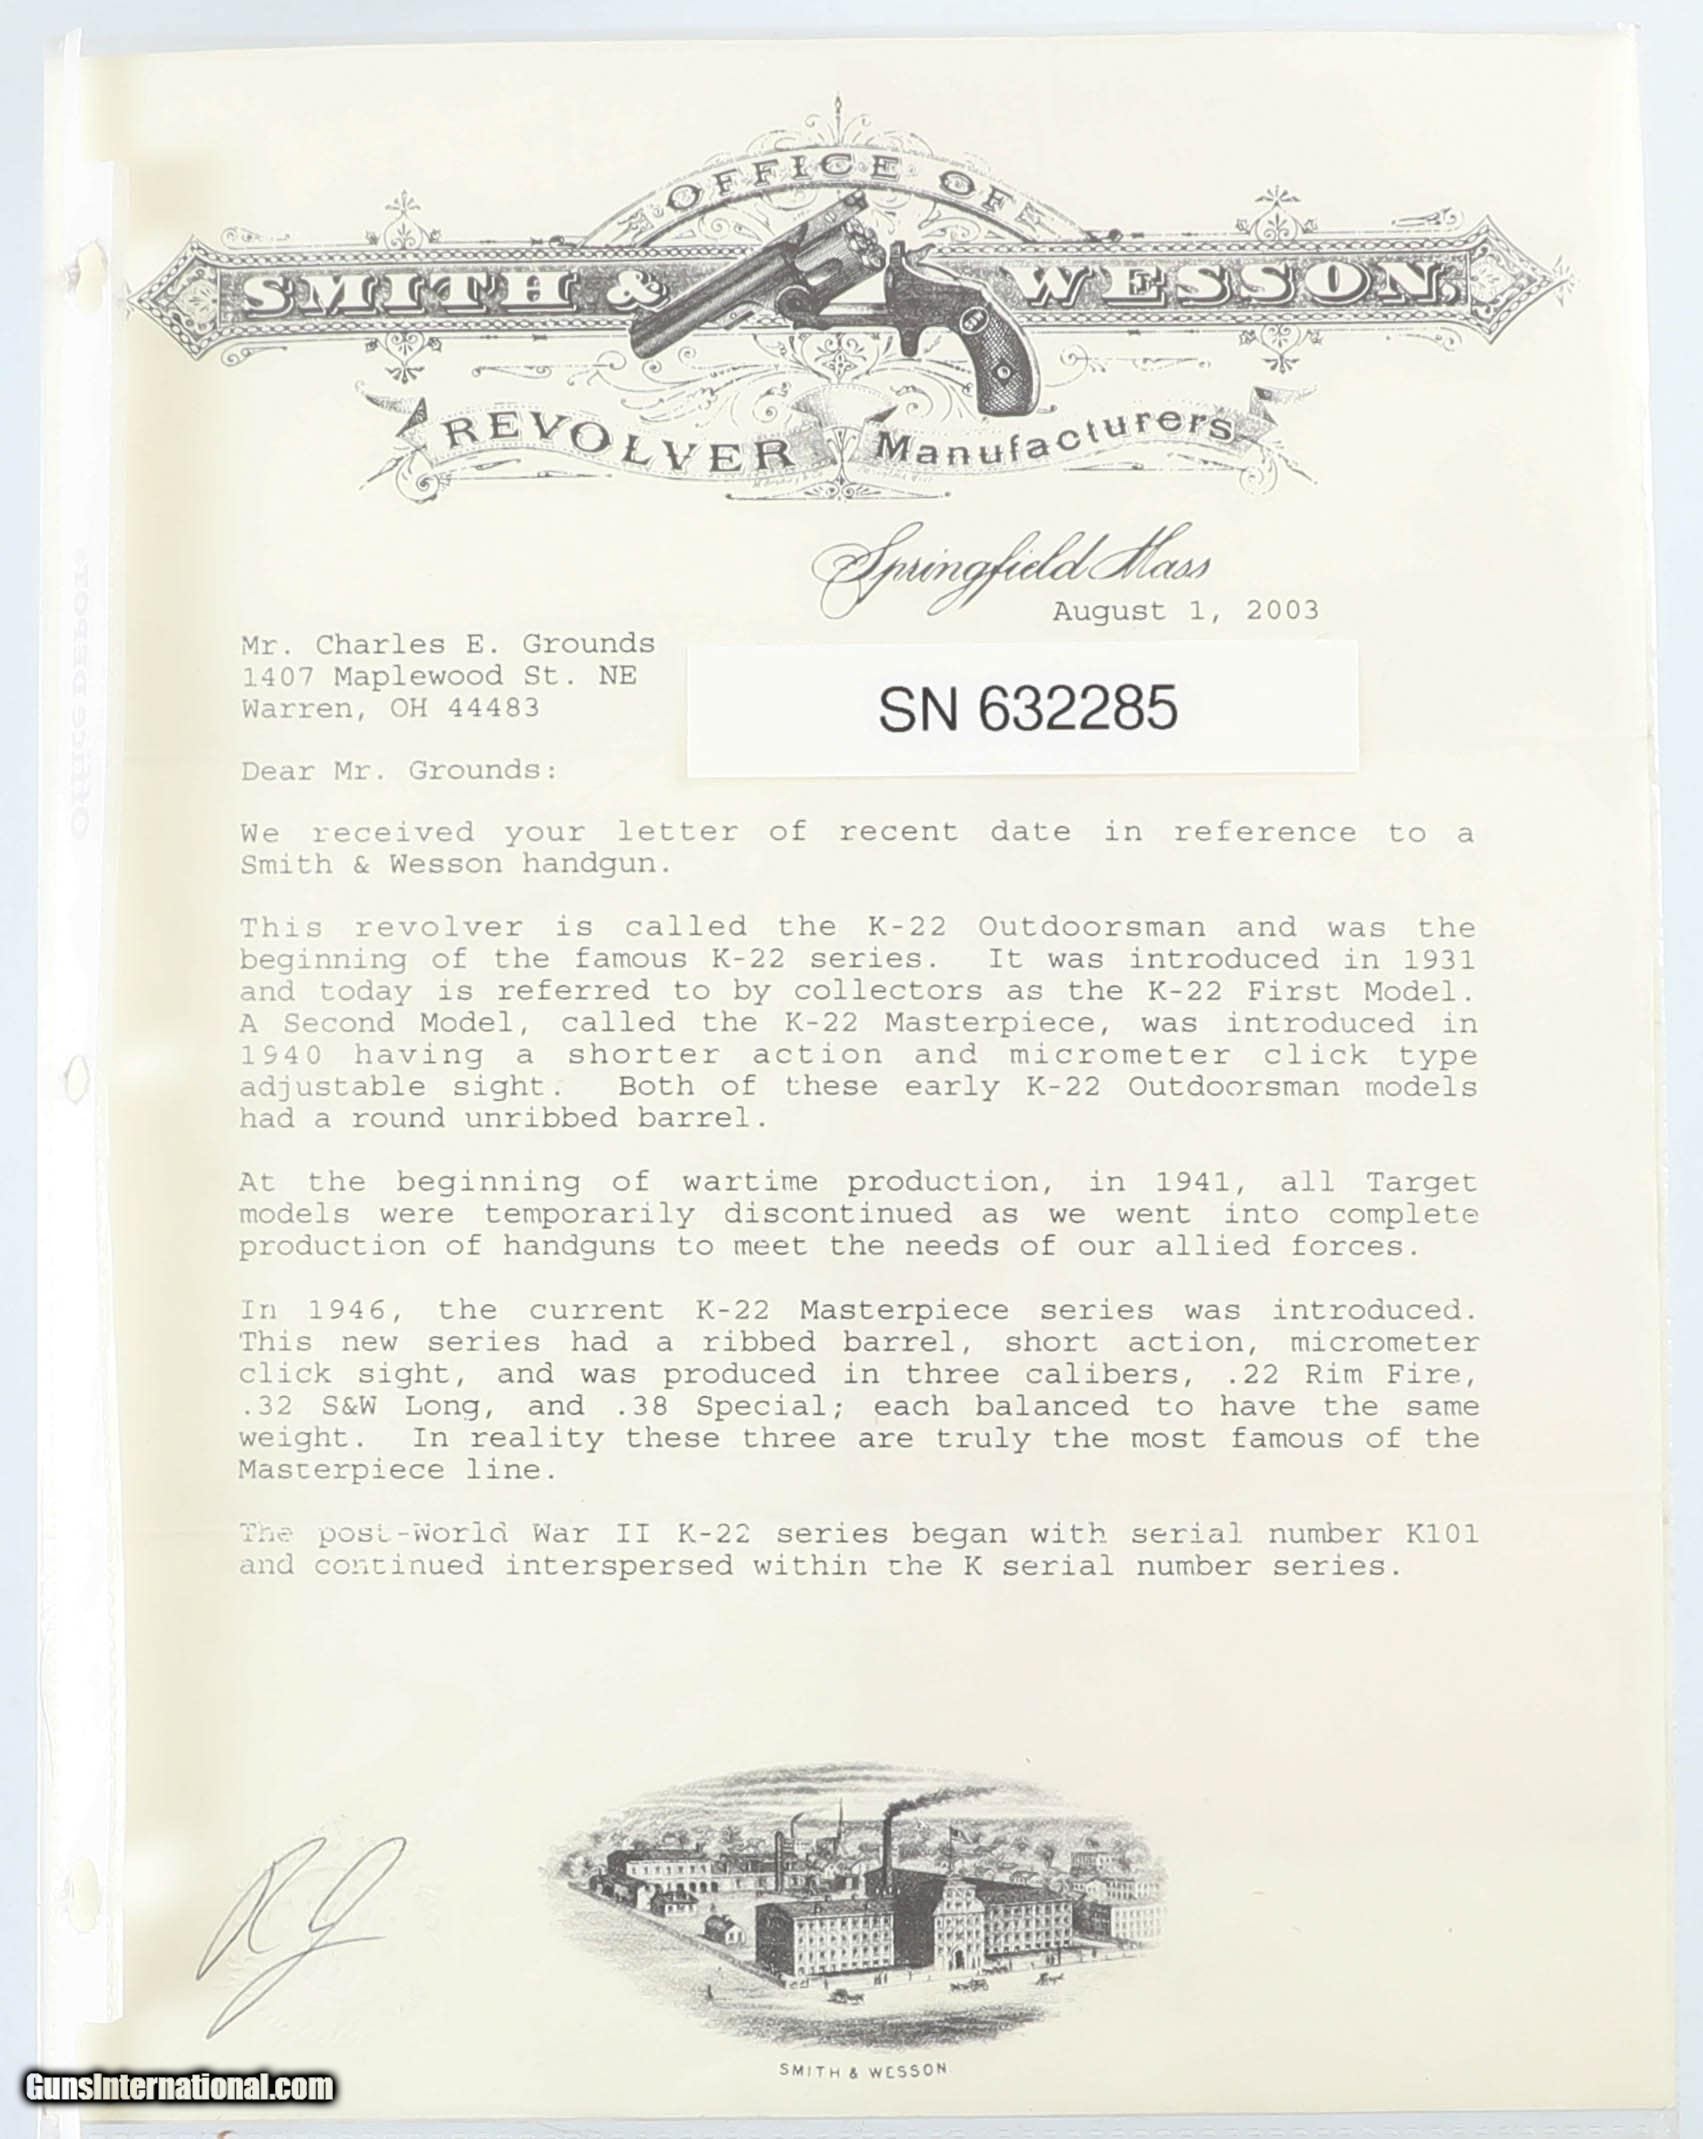 OFFICE OF
SMITH & WESSON,
REVOLVER Manufacturers
Springfield Mass
August 1, 2003
Mr. Charles E. Grounds
1407 Maplewood St. NE
Warren, OH 44483
SN 632285
Dear Mr. Grounds:
We received your letter of recent date in reference to a
Smith & Wesson handgun.
This revolver is called the K-22 Outdoorsman and was the
beginning of the famous K-22 series. It was introduced in 1931
and today is referred to by collectors as the K-22 First Model.
A Second Model, called the K-22 Masterpiece, was introduced in
1940 having a shorter action and micrometer click type
adjustable sight. Both of these early K-22 Outdoorsman models
had a round unribbed barrel.
At the beginning of wartime production, in 1941, all Target
models were temporarily discontinued as we went into complete
production of handguns to meet the needs of our allied forces.
In 1946, the current K-22 Masterpiece series was introduced.
This new series had a ribbed barrel, short action, micrometer
click sight, and was produced in three calibers, .22 Rim Fire,
.32 S&W Long, and .38 Special; each balanced to have the same
weight. In reality these three are truly the most famous of the
Masterpiece line.
The post-World War II K-22 series began with serial number K101
and continued interspersed within the K serial number series.
SMITH & WESSON
OFFICE DEPOT
GunsInternational.com